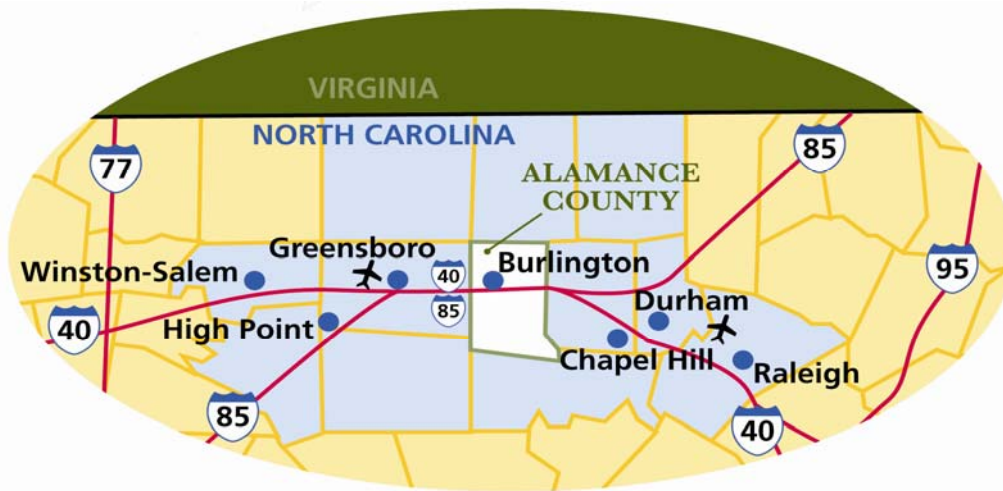 VIRGINIA
NORTH CAROLINA
77
85
ALAMANCE
COUNTY
Greensboro
Winston-Salem
40
Burlington
95
85
Durham
40
High Point
Chapel Hill
Raleigh
85
40